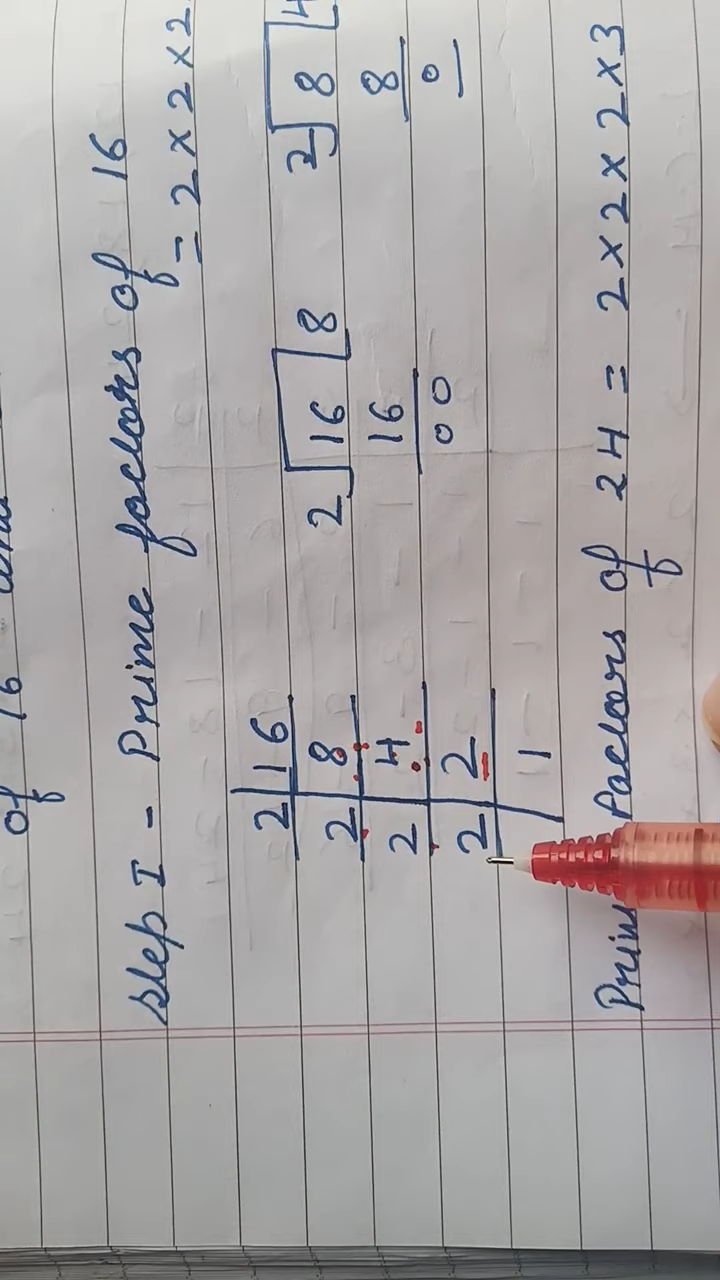 of 16 and
Step I - Prime factors of 16
= 2 x 2 x 2
2 16 2 16 8 2 8 4
2 8 16 8
2 4 00 0
2 2
1
Prime Factors of 24 = 2 x 2 x 2 x 3